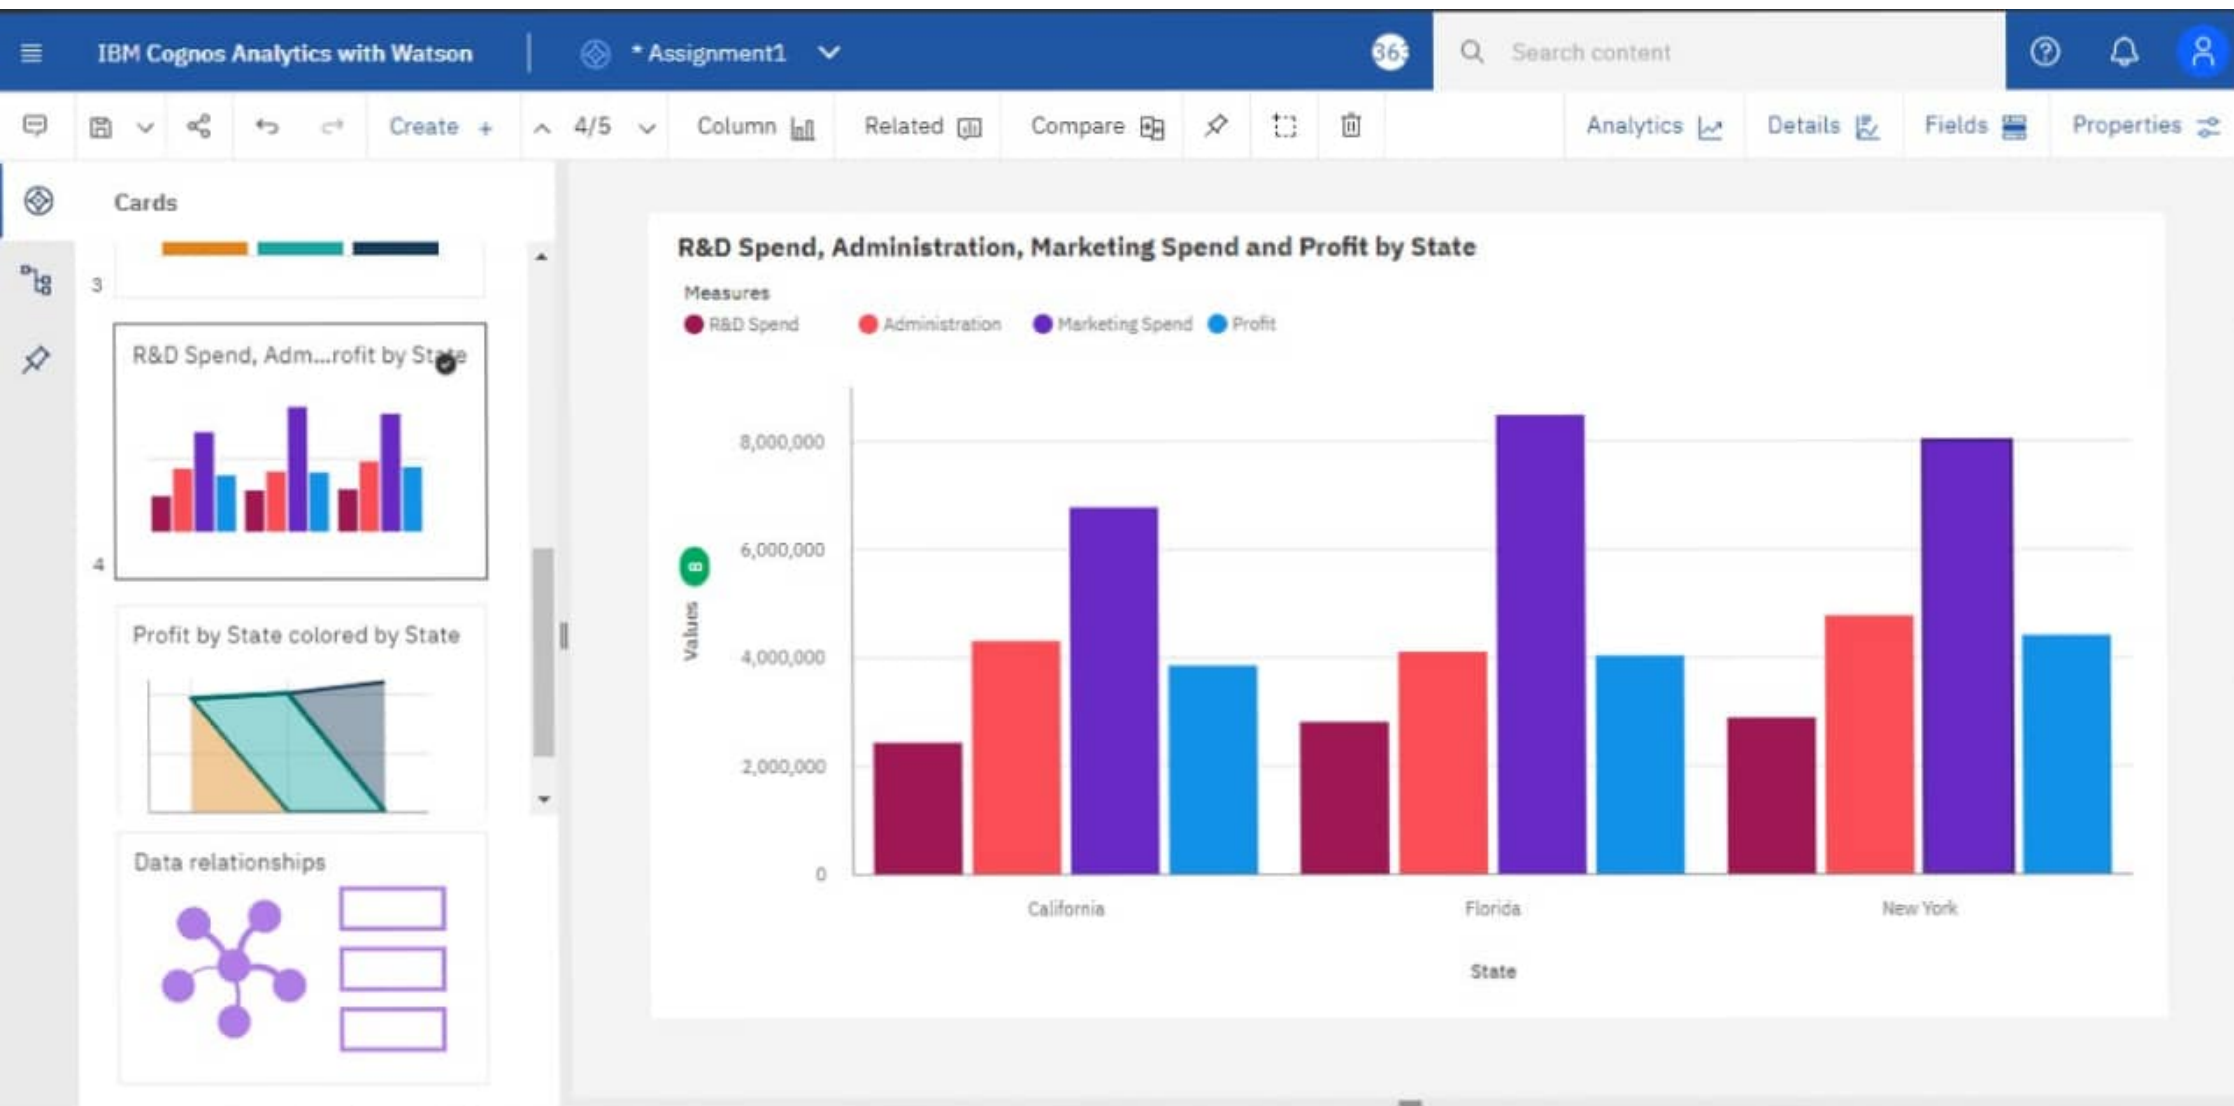 IBM Cognos Analytics with Watson
* Assignment1
Search content
Create +
4/5
Column
Related
Compare
Analytics
Details
Fields
Properties
Cards
3
R&D Spend, Adm...rofit by State
4
Profit by State colored by State
Data relationships
R&D Spend, Administration, Marketing Spend and Profit by State
Measures
R&D Spend Administration Marketing Spend Profit
8,000,000
6,000,000
4,000,000
2,000,000
0
Values
California Florida New York
State